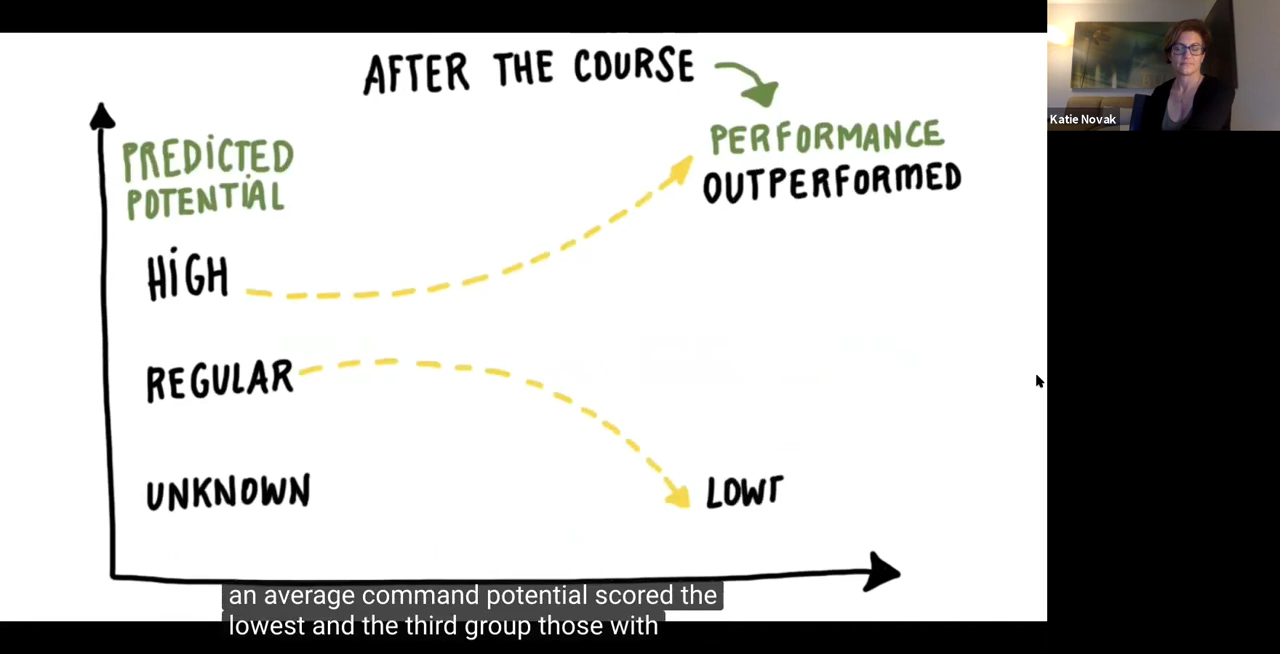 AFTER THE COURSE
PREDICTED
POTENTIAL
PERFORMANCE
OUTPERFORMED
HIGH
REGULAR
UNKNOWN
LOW
an average command potential scored the
lowest and the third group those with
Katie Novak